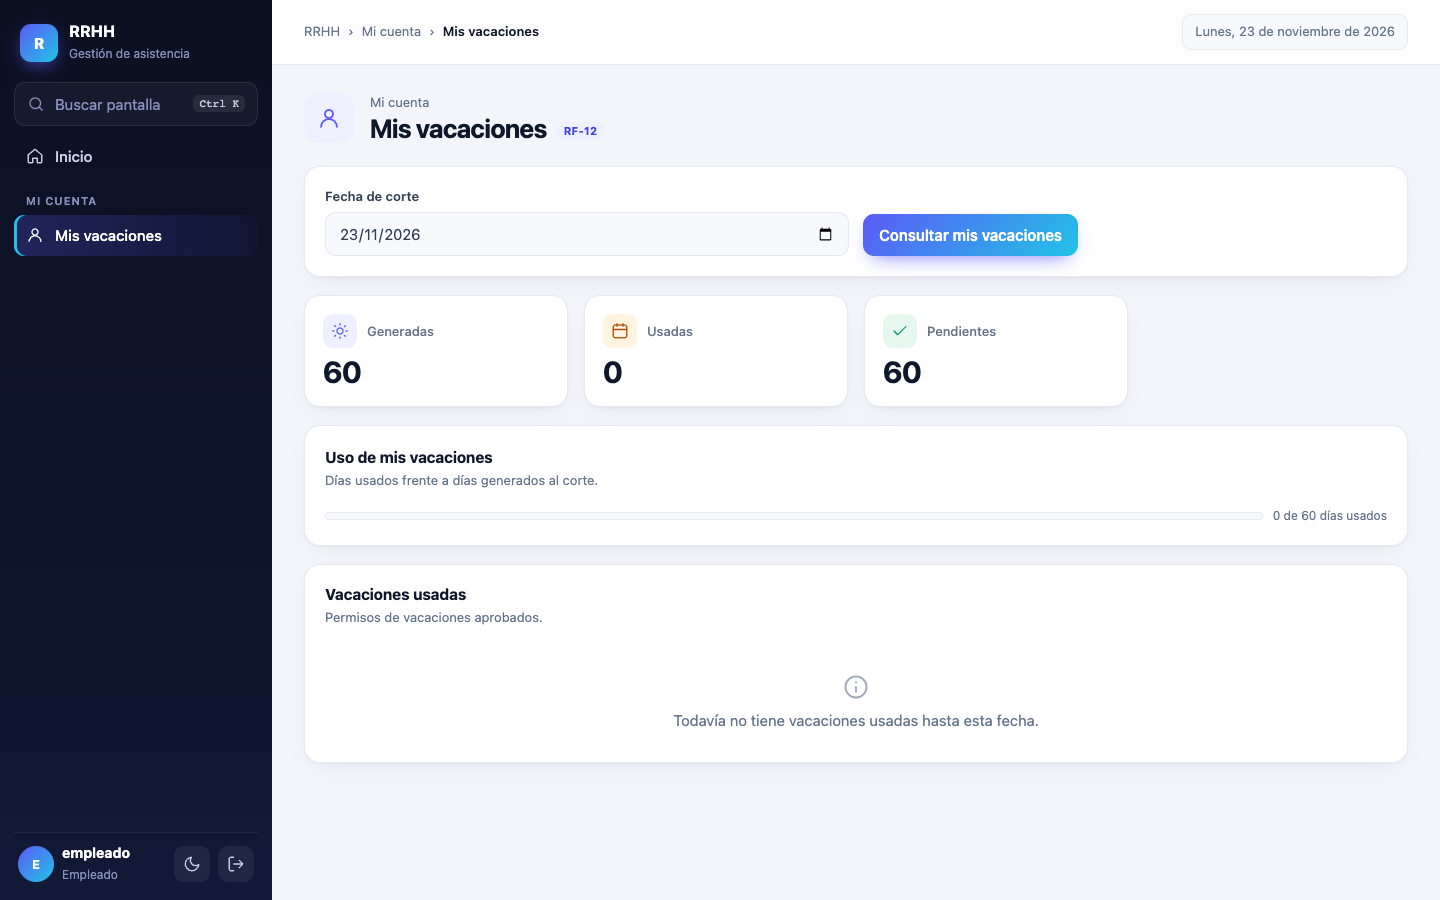 R
RRHH
Gestión de asistencia
Buscar pantalla
Ctrl K
Inicio
MI CUENTA
Mis vacaciones
E
empleado
Empleado
RRHH › Mi cuenta › Mis vacaciones
Lunes, 23 de noviembre de 2026
Mi cuenta
Mis vacaciones RF-12
Fecha de corte
23/11/2026
Consultar mis vacaciones
Generadas
60
Usadas
0
Pendientes
60
Uso de mis vacaciones
Días usados frente a días generados al corte.
0 de 60 días usados
Vacaciones usadas
Permisos de vacaciones aprobados.
Todavía no tiene vacaciones usadas hasta esta fecha.